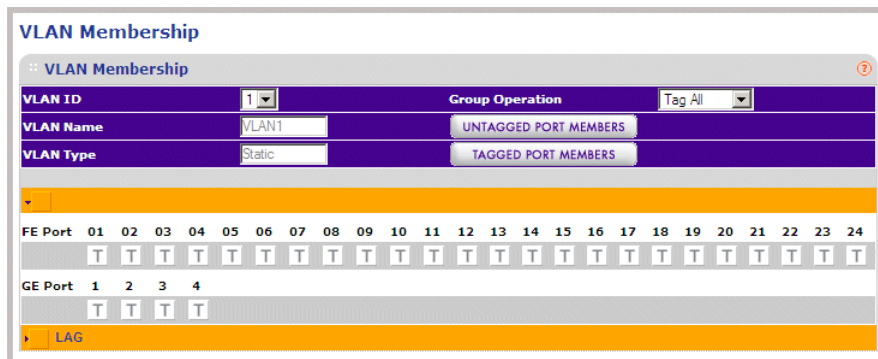 VLAN Membership
VLAN Membership ?
VLAN ID 1 Group Operation Tag All
VLAN Name VLAN1 UNTAGGED PORT MEMBERS
VLAN Type Static TAGGED PORT MEMBERS
FE Port 01 02 03 04 05 06 07 08 09 10 11 12 13 14 15 16 17 18 19 20 21 22 23 24
T T T T T T T T T T T T T T T T T T T T T T T T
GE Port 1 2 3 4
T T T T
LAG